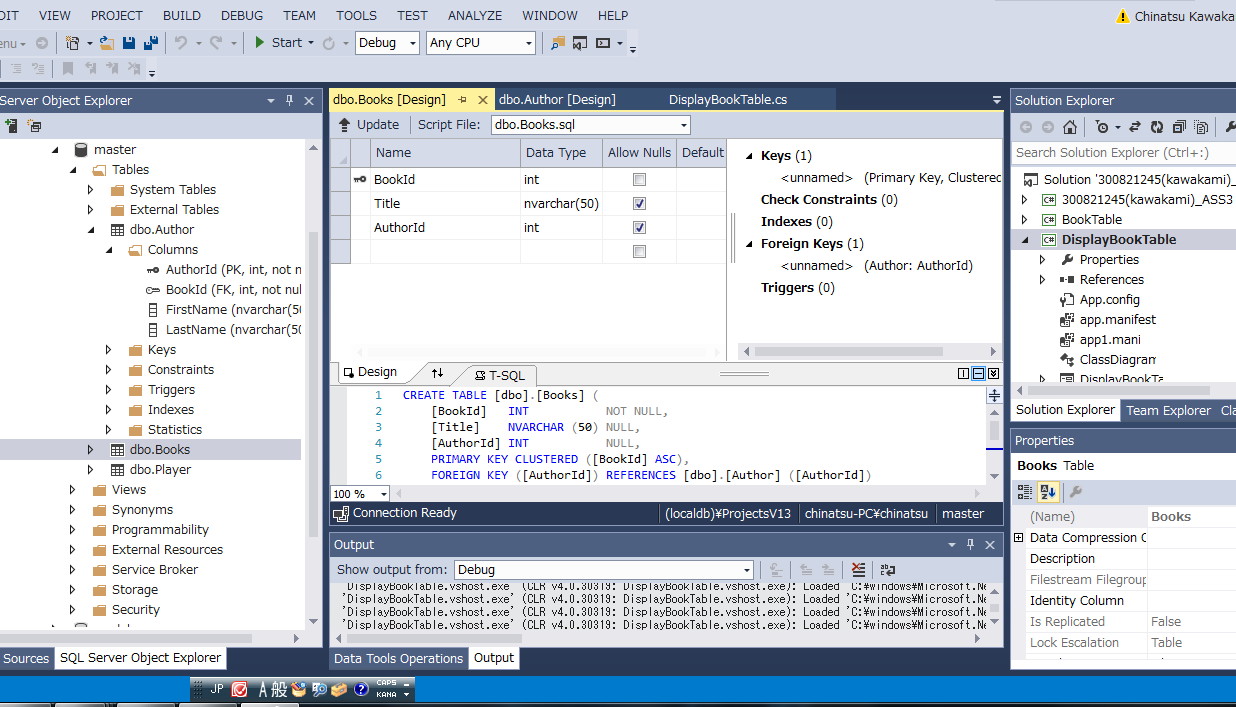 DIT VIEW PROJECT BUILD DEBUG TEAM TOOLS TEST ANALYZE WINDOW HELP
Chinatsu Kawaka
enu
Start Debug Any CPU
Server Object Explorer
master
Tables
System Tables
External Tables
dbo.Author
Columns
AuthorId (PK, int, not n
BookId (FK, int, not nul
FirstName (nvarchar(50
LastName (nvarchar(50
Keys
Constraints
Triggers
Indexes
Statistics
dbo.Books
dbo.Player
Views
Synonyms
Programmability
External Resources
Service Broker
Storage
Security
Sources SQL Server Object Explorer
dbo.Books [Design] dbo.Author [Design] DisplayBookTable.cs
Update Script File: dbo.Books.sql
Name Data Type Allow Nulls Default
BookId int
Title nvarchar(50)
AuthorId int
Keys (1)
<unnamed> (Primary Key, Clustered
Check Constraints (0)
Indexes (0)
Foreign Keys (1)
<unnamed> (Author: AuthorId)
Triggers (0)
Design T-SQL
1 CREATE TABLE [dbo].[Books] (
2 [BookId] INT NOT NULL,
3 [Title] NVARCHAR (50) NULL,
4 [AuthorId] INT NULL,
5 PRIMARY KEY CLUSTERED ([BookId] ASC),
6 FOREIGN KEY ([AuthorId]) REFERENCES [dbo].[Author] ([AuthorId])
100 %
Connection Ready (localdb)¥ProjectsV13 chinatsu-PC¥chinatsu master
Output
Show output from: Debug
'DisplayBookTable.vshost.exe' (CLR v4.0.30319: DisplayBookTable.vshost.exe): Loaded 'C:¥windows¥Microsoft.Ne
'DisplayBookTable.vshost.exe' (CLR v4.0.30319: DisplayBookTable.vshost.exe): Loaded 'C:¥windows¥Microsoft.Ne
'DisplayBookTable.vshost.exe' (CLR v4.0.30319: DisplayBookTable.vshost.exe): Loaded 'C:¥windows¥Microsoft.Ne
'DisplayBookTable.vshost.exe' (CLR v4.0.30319: DisplayBookTable.vshost.exe): Loaded 'C:¥windows¥Microsoft.Ne
Data Tools Operations Output
Solution Explorer
Search Solution Explorer (Ctrl+:)
Solution '300821245(kawakami)_
300821245(kawakami)_ASS3
BookTable
DisplayBookTable
Properties
References
App.config
app.manifest
app1.mani
ClassDiagram
DisplayBookTa
Solution Explorer Team Explorer Cla
Properties
Books Table
(Name) Books
Data Compression O
Description
Filestream Filegroup
Identity Column
Is Replicated False
Lock Escalation Table
JP A 般 CAPS
KANA